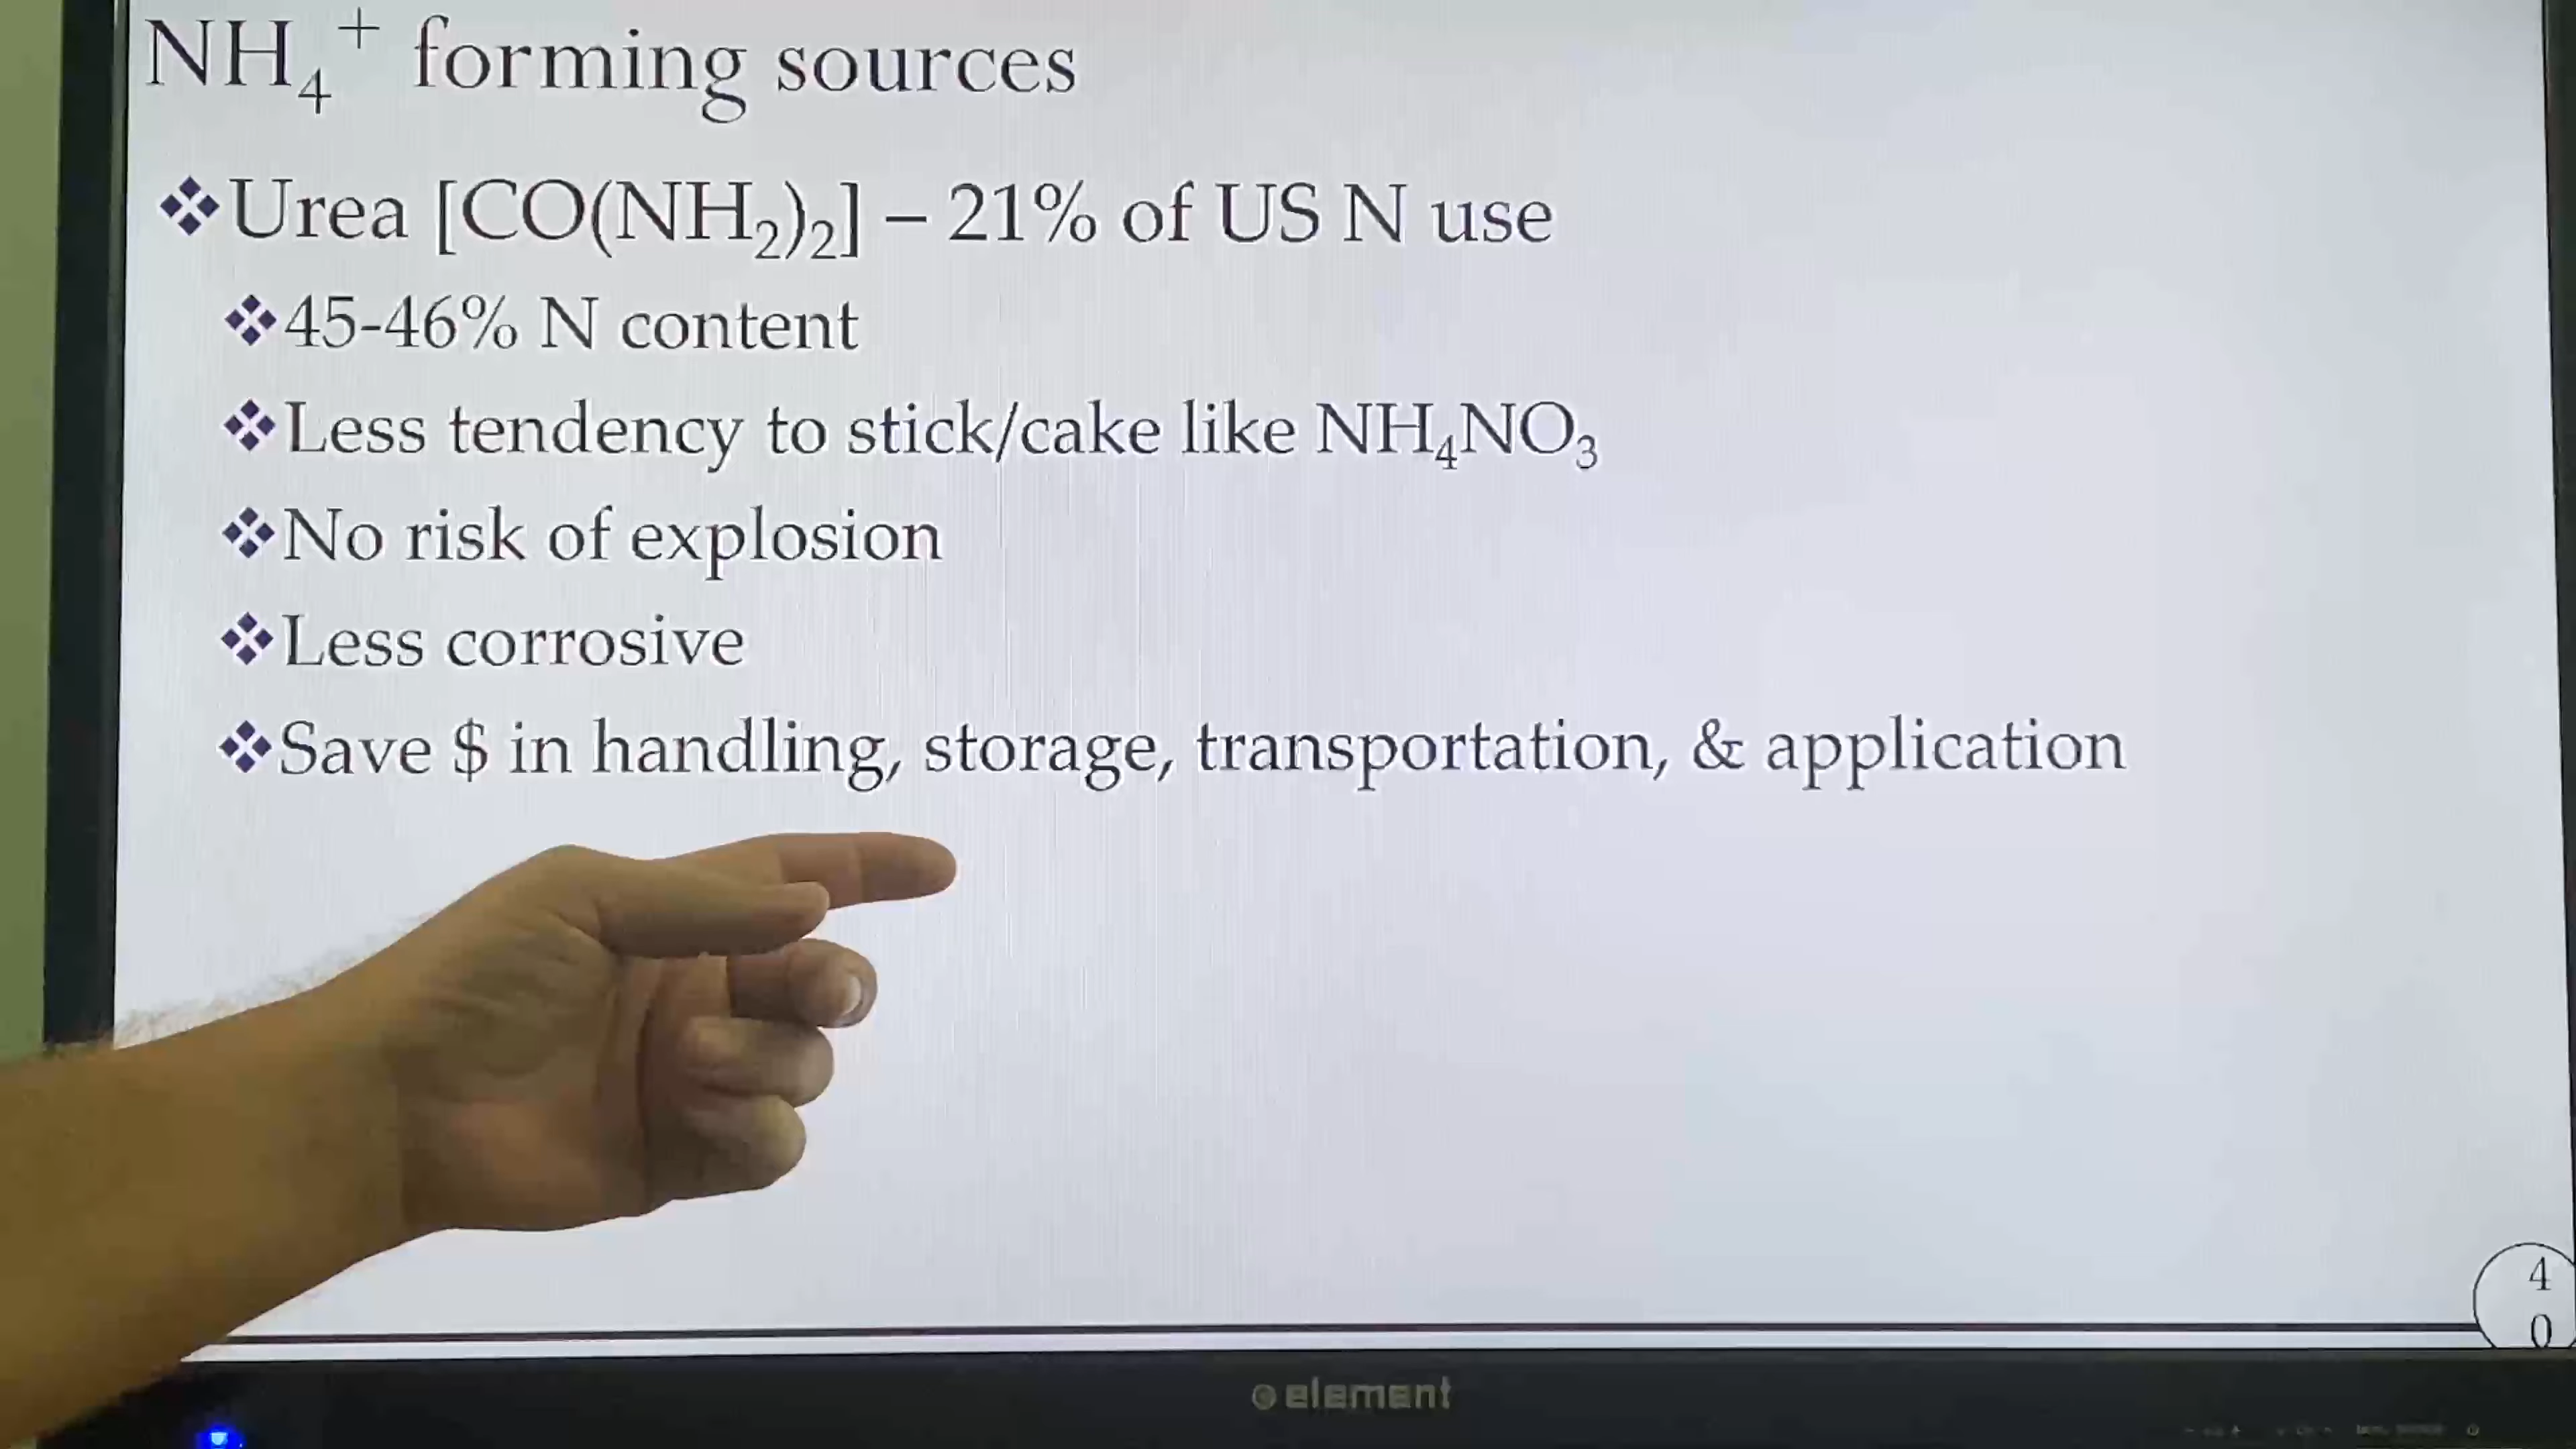 NH₄⁺ forming sources
❖Urea [CO(NH₂)₂] – 21% of US N use
❖45-46% N content
❖Less tendency to stick/cake like NH₄NO₃
❖No risk of explosion
❖Less corrosive
❖Save $ in handling, storage, transportation, & application
4
0
element